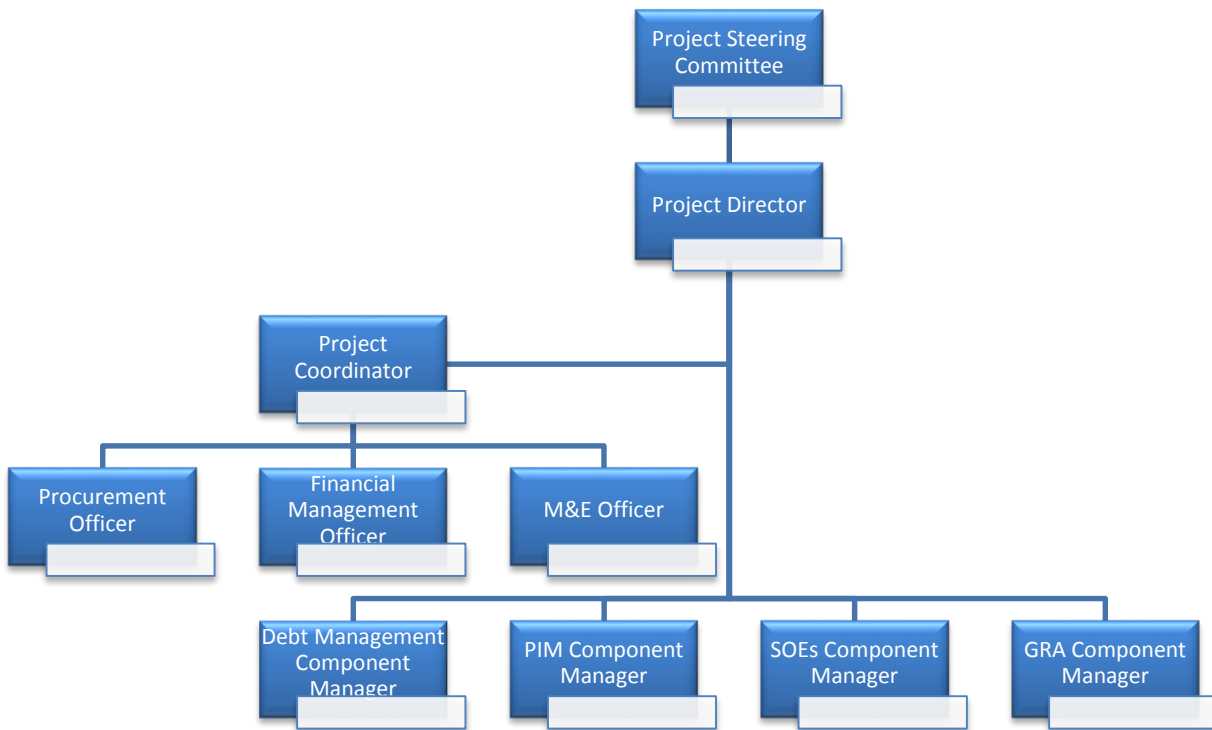 Project Steering
Committee
Project Director
Project
Coordinator
Procurement
Officer
Financial
Management
Officer
M&E Officer
Debt Management
Component
Manager
PIM Component
Manager
SOEs Component
Manager
GRA Component
Manager